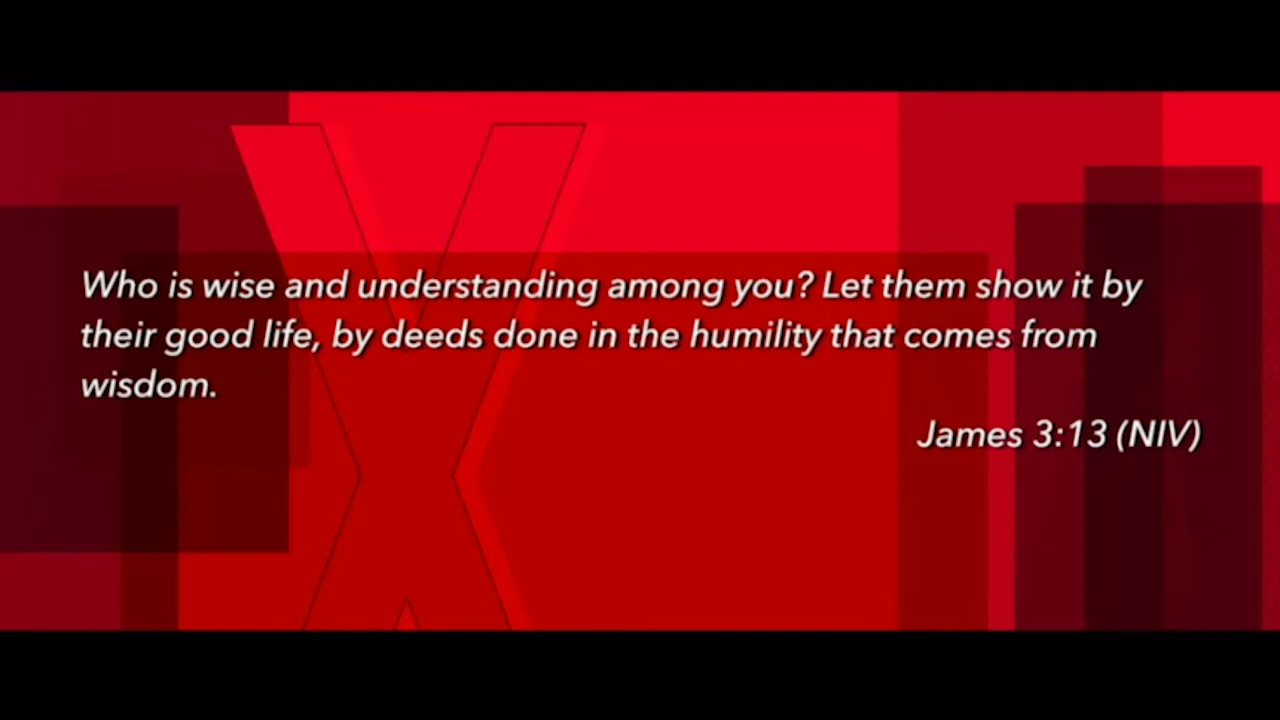 Who is wise and understanding among you? Let them show it by
their good life, by deeds done in the humility that comes from
wisdom.
James 3:13 (NIV)